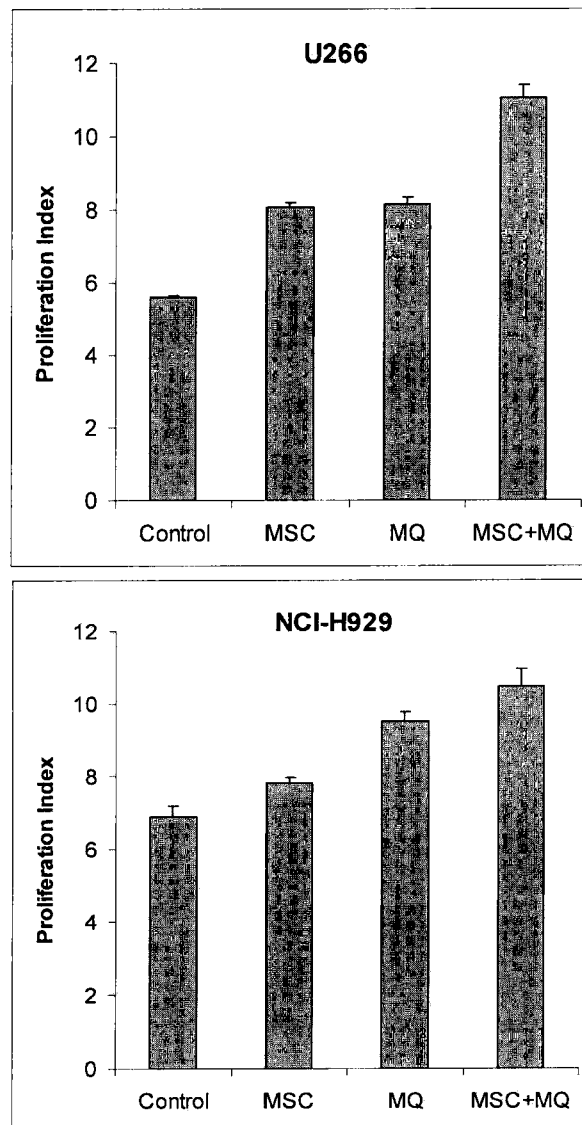 U266
12
10
8
6
4
2
0
Proliferation Index
Control MSC MQ MSC+MQ
NCI-H929
12
10
8
6
4
2
0
Proliferation Index
Control MSC MQ MSC+MQ